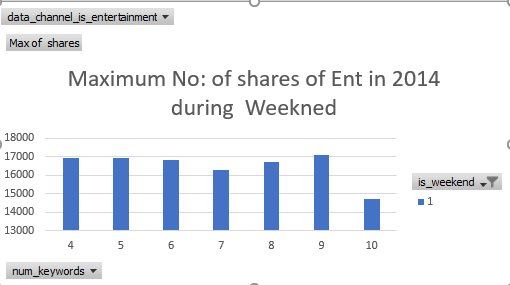 data_channel_is_entertainment
Max of shares
Maximum No: of shares of Ent in 2014
during Weekned
18000
17000
16000
15000
14000
13000
4 5 6 7 8 9 10
is_weekend
1
num_keywords